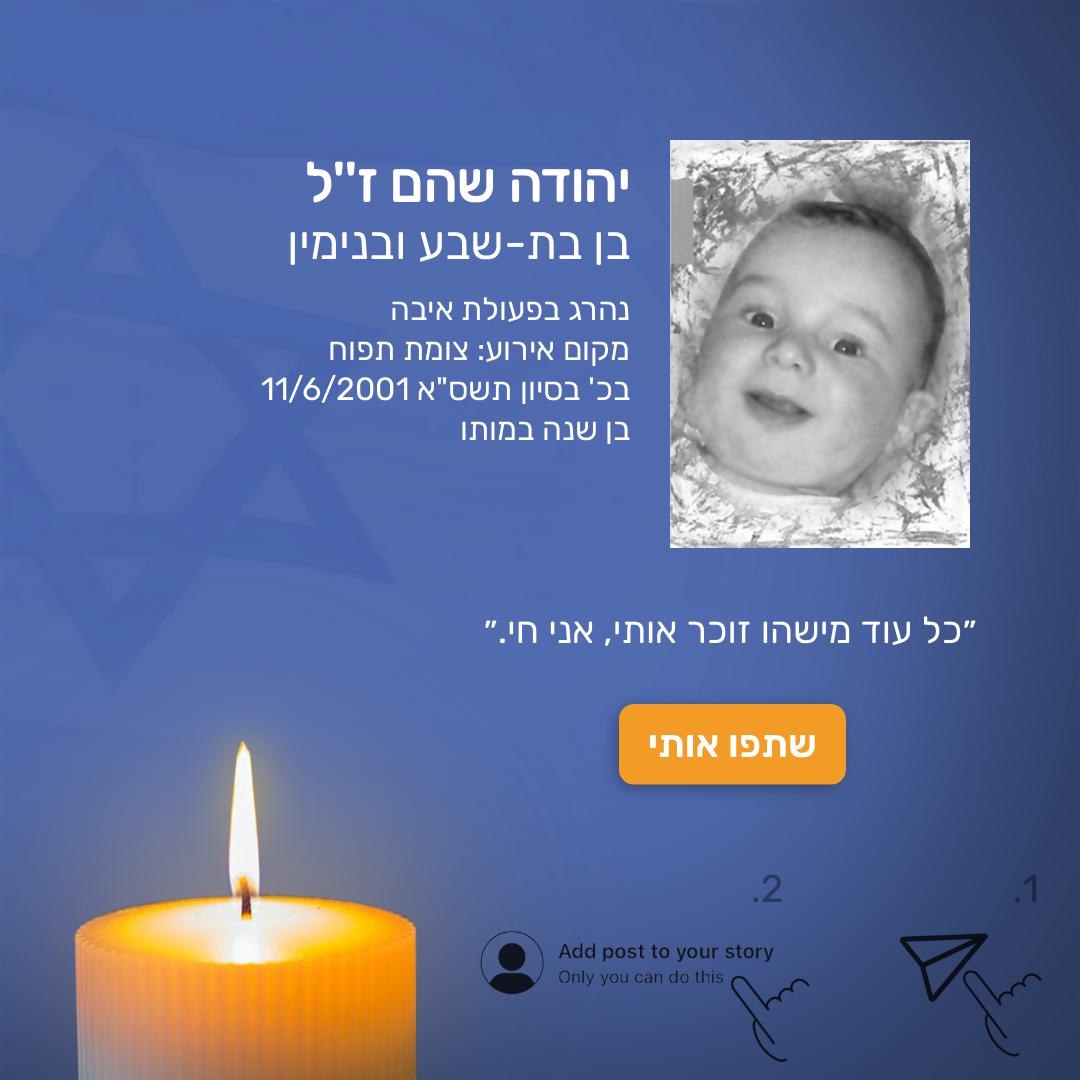 יהודה שהם ז"ל
בן בת-שבע ובנימין
נהרג בפעולת איבה
מקום אירוע: צומת תפוח
בכ' בסיון תשס"א 11/6/2001
בן שנה במותו
״כל עוד מישהו זוכר אותי, אני חי.״
שתפו אותי
1.
2.
Add post to your story
Only you can do this